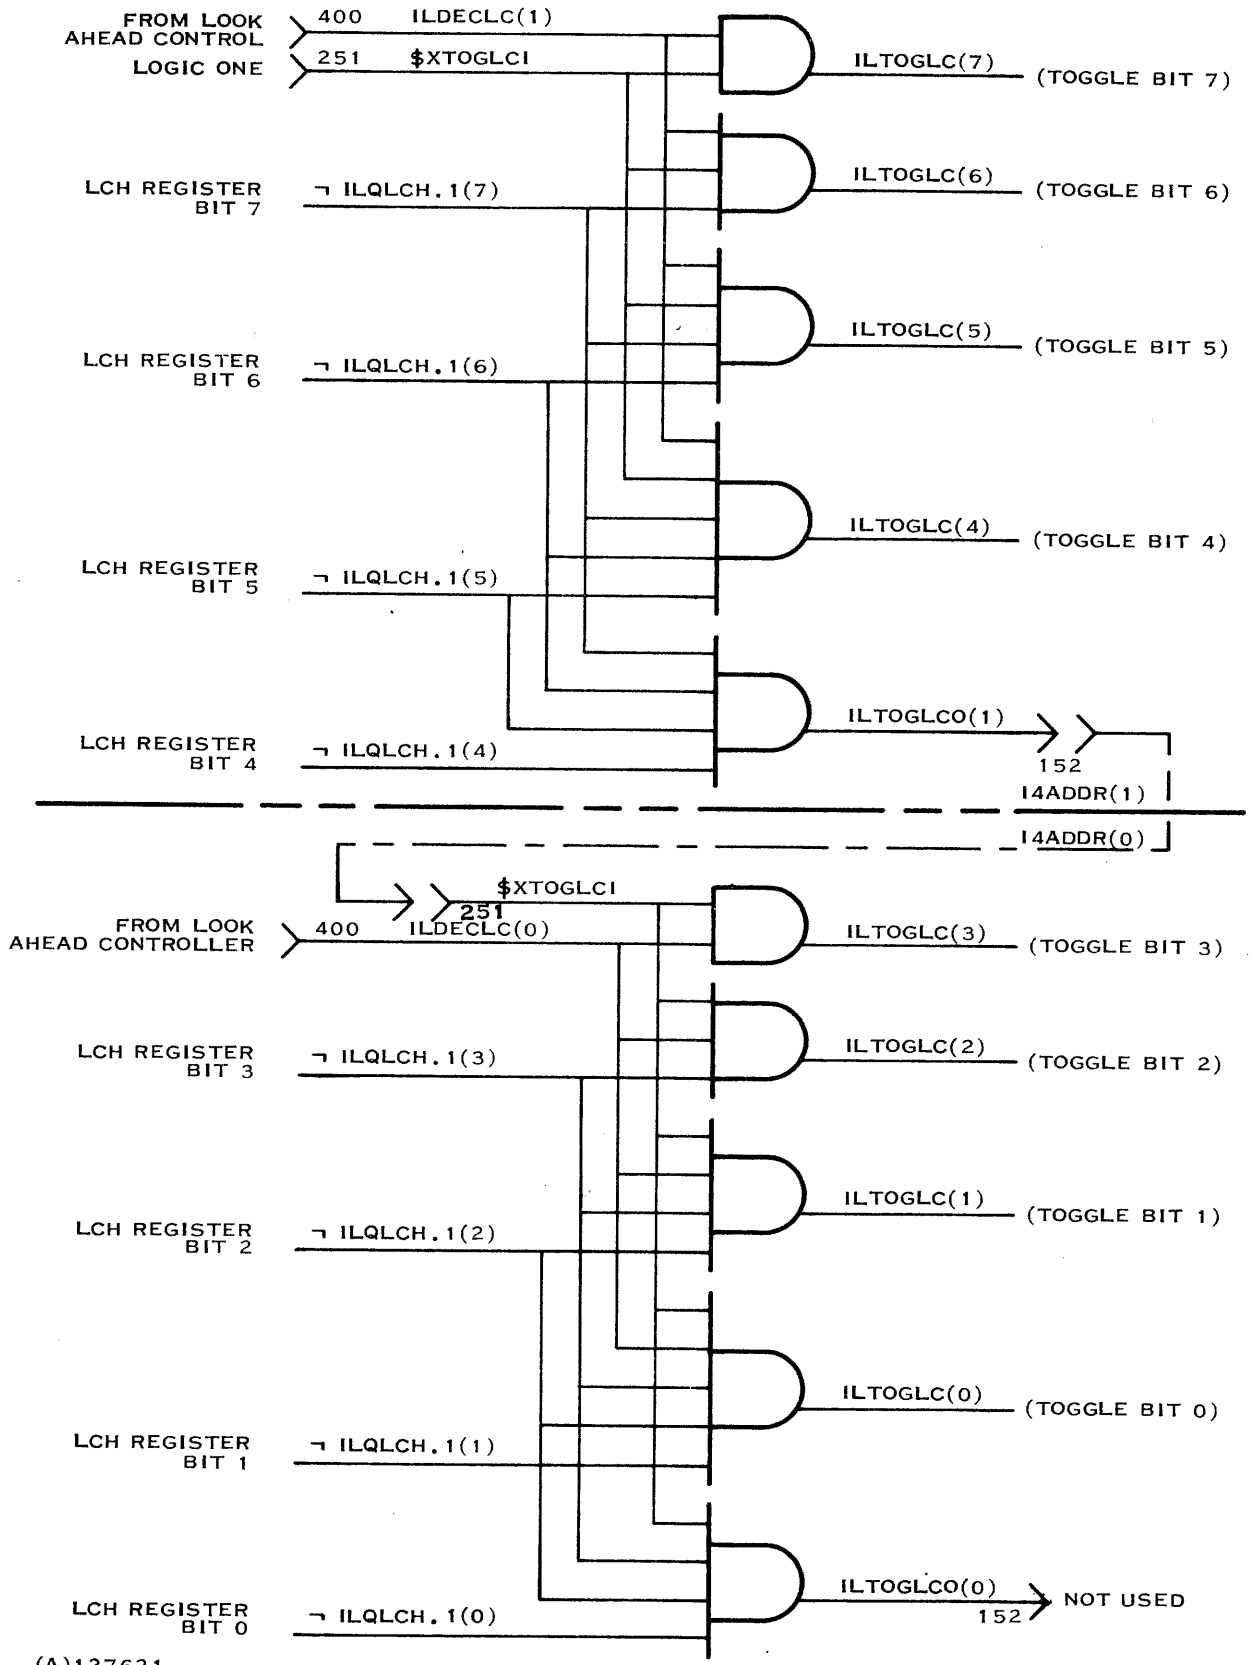 FROM LOOK
AHEAD CONTROL
400 ILDECLC(1)
LOGIC ONE
251 $XTOGLCI
ILTOGLC(7)
(TOGGLE BIT 7)
LCH REGISTER
BIT 7
¬ ILQLCH.1(7)
ILTOGLC(6)
(TOGGLE BIT 6)
LCH REGISTER
BIT 6
¬ ILQLCH.1(6)
ILTOGLC(5)
(TOGGLE BIT 5)
LCH REGISTER
BIT 5
¬ ILQLCH.1(5)
ILTOGLC(4)
(TOGGLE BIT 4)
LCH REGISTER
BIT 4
¬ ILQLCH.1(4)
ILTOGLCO(1)
152
I4ADDR(1)
I4ADDR(0)
$XTOGLCI
251
FROM LOOK
AHEAD CONTROLLER
400 ILDECLC(0)
ILTOGLC(3)
(TOGGLE BIT 3)
LCH REGISTER
BIT 3
¬ ILQLCH.1(3)
ILTOGLC(2)
(TOGGLE BIT 2)
LCH REGISTER
BIT 2
¬ ILQLCH.1(2)
ILTOGLC(1)
(TOGGLE BIT 1)
LCH REGISTER
BIT 1
¬ ILQLCH.1(1)
ILTOGLC(0)
(TOGGLE BIT 0)
LCH REGISTER
BIT 0
¬ ILQLCH.1(0)
ILTOGLCO(0)
152
NOT USED
(A)127621